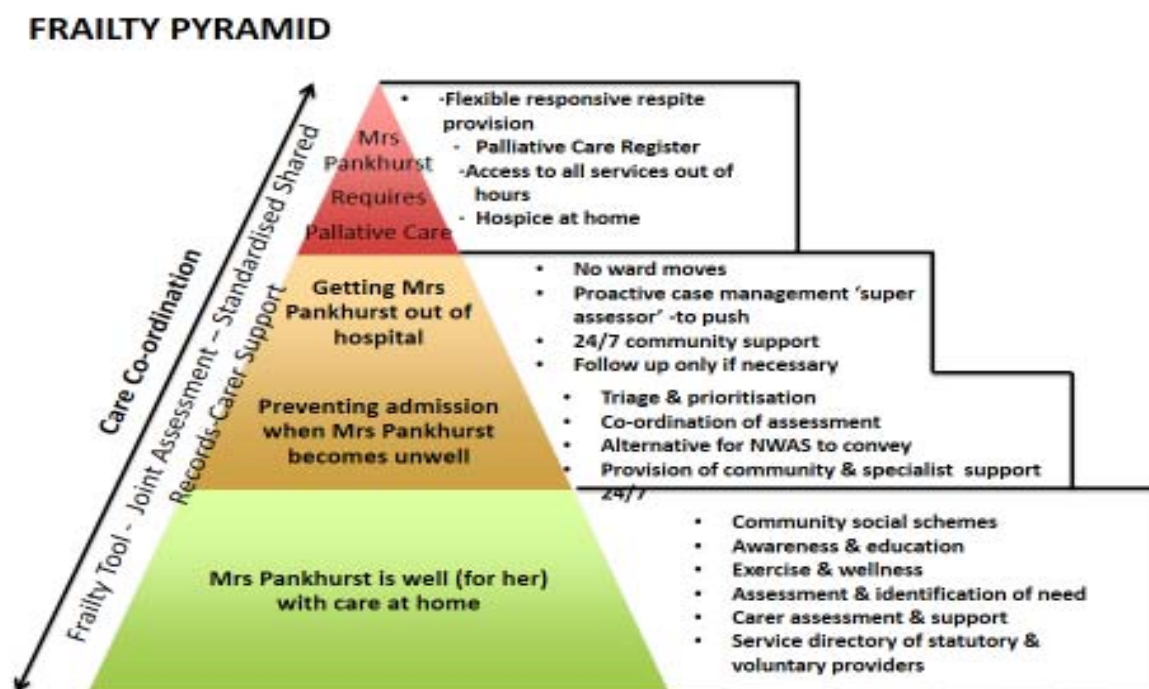 FRAILTY PYRAMID
Care Co-ordination
Frailty Tool - Joint Assessment – Standardised Shared
Records-Carer Support
Mrs
Pankhurst
Requires
Pallative Care
• -Flexible responsive respite
provision
- Palliative Care Register
-Access to all services out of
hours
- Hospice at home
Getting Mrs
Pankhurst out of
hospital
• No ward moves
• Proactive case management ‘super
assessor’ -to push
• 24/7 community support
• Follow up only if necessary
Preventing admission
when Mrs Pankhurst
becomes unwell
• Triage & prioritisation
• Co-ordination of assessment
• Alternative for NWAS to convey
• Provision of community & specialist support
24/7
Mrs Pankhurst is well (for her)
with care at home
• Community social schemes
• Awareness & education
• Exercise & wellness
• Assessment & identification of need
• Carer assessment & support
• Service directory of statutory &
voluntary providers